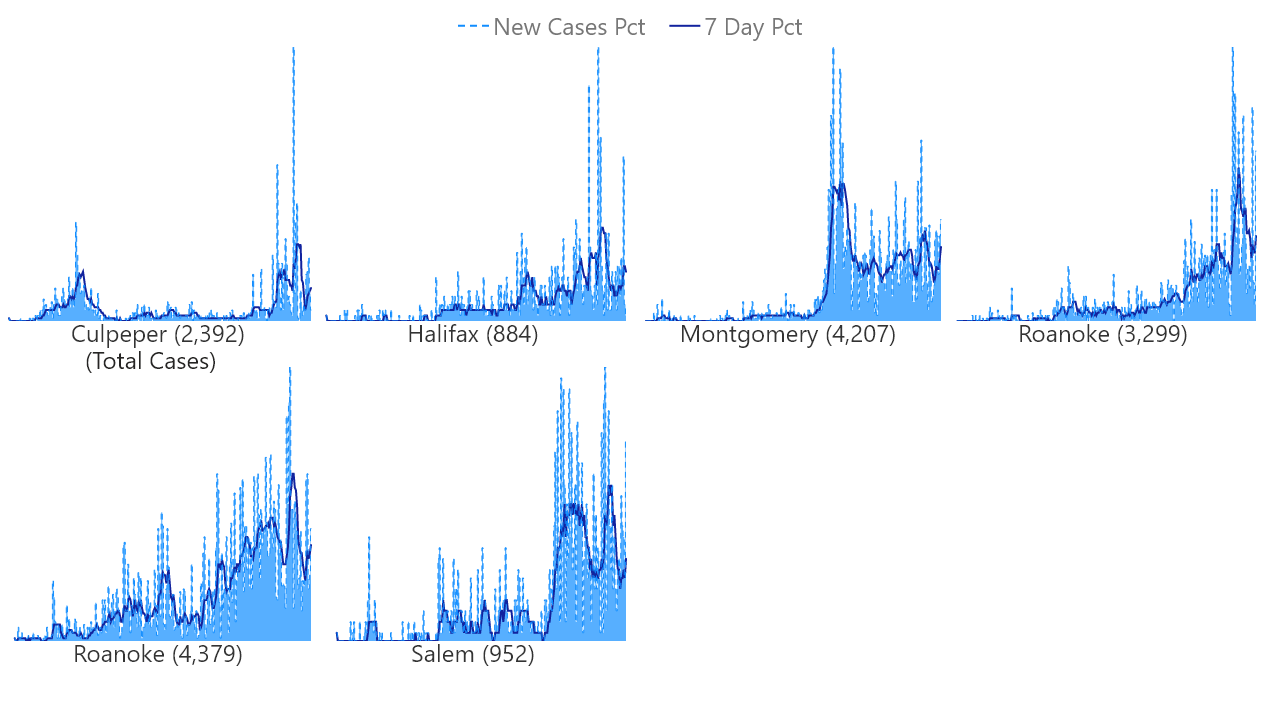 New Cases Pct 7 Day Pct
Culpeper (2,392)
(Total Cases)
Halifax (884)
Montgomery (4,207)
Roanoke (3,299)
Roanoke (4,379)
Salem (952)